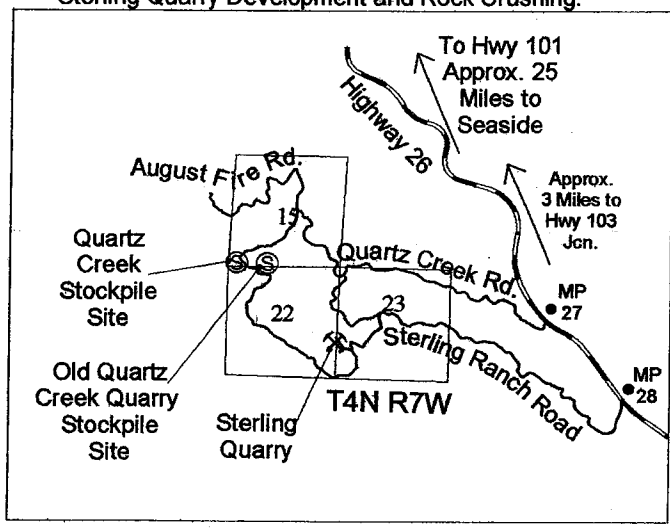 Sterling Quarry Development and Rock Crushing.
To Hwy 101
Approx. 25
Miles to
Seaside
Highway 26
August Fire Rd.
Approx.
3 Miles to
Hwy 103
Jcn.
15
Quartz
Creek
Stockpile
Site
S
S
Quartz Creek Rd.
MP
27
22
23
Sterling Ranch Road
MP
28
Old Quartz
Creek Quarry
Stockpile
Site
Sterling
Quarry
T4N R7W